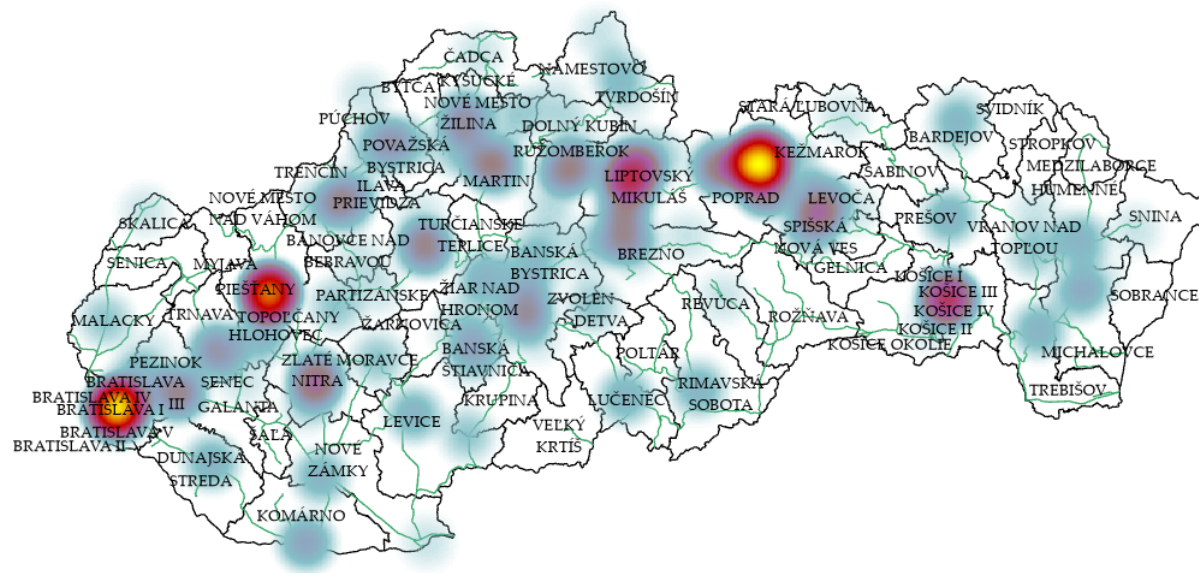 ČADCA
BYTČA
KYSUCKÉ
NOVÉ MESTO
NÁMESTOVO
TVRDOŠÍN
PÚCHOV
ŽILINA
DOLNÝ KUBÍN
STARÁ ĽUBOVŇA
SVIDNÍK
BARDEJOV
STROPKOV
POVAŽSKÁ
BYSTRICA
RUŽOMBEROK
KEŽMAROK
MEDZILABORCE
TRENČÍN
ILAVA
MARTIN
LIPTOVSKÝ
MIKULÁŠ
POPRAD
LEVOČA
SABINOV
HUMENNÉ
NOVÉ MESTO
NAD VÁHOM
PRIEVIDZA
SKALICA
TURČIANSKE
TEPLICE
SPIŠSKÁ
NOVÁ VES
PREŠOV
VRANOV NAD
TOPĽOU
SNINA
BÁNOVCE NAD
BEBRAVOU
BANSKÁ
BYSTRICA
BREZNO
SENICA
MYJAVA
GELNICA
KOŠICE I
PIEŠŤANY
PARTIZÁNSKE
ŽIAR NAD
HRONOM
ZVOLEN
REVÚCA
KOŠICE III
SOBRANCE
MALACKY
TRNAVA
TOPOĽČANY
HLOHOVEC
ŽARNOVICA
DETVA
ROŽŇAVA
KOŠICE IV
KOŠICE II
KOŠICE OKOLIE
PEZINOK
ZLATÉ MORAVCE
BANSKÁ
ŠTIAVNICA
POLTÁR
MICHALOVCE
BRATISLAVA
III
SENEC
NITRA
RIMAVSKÁ
SOBOTA
TREBIŠOV
BRATISLAVA IV
BRATISLAVA I
GALANTA
KRUPINA
LUČENEC
BRATISLAVA V
BRATISLAVA II
ŠAĽA
LEVICE
VEĽKÝ
KRTÍŠ
DUNAJSKÁ
STREDA
NOVÉ
ZÁMKY
KOMÁRNO